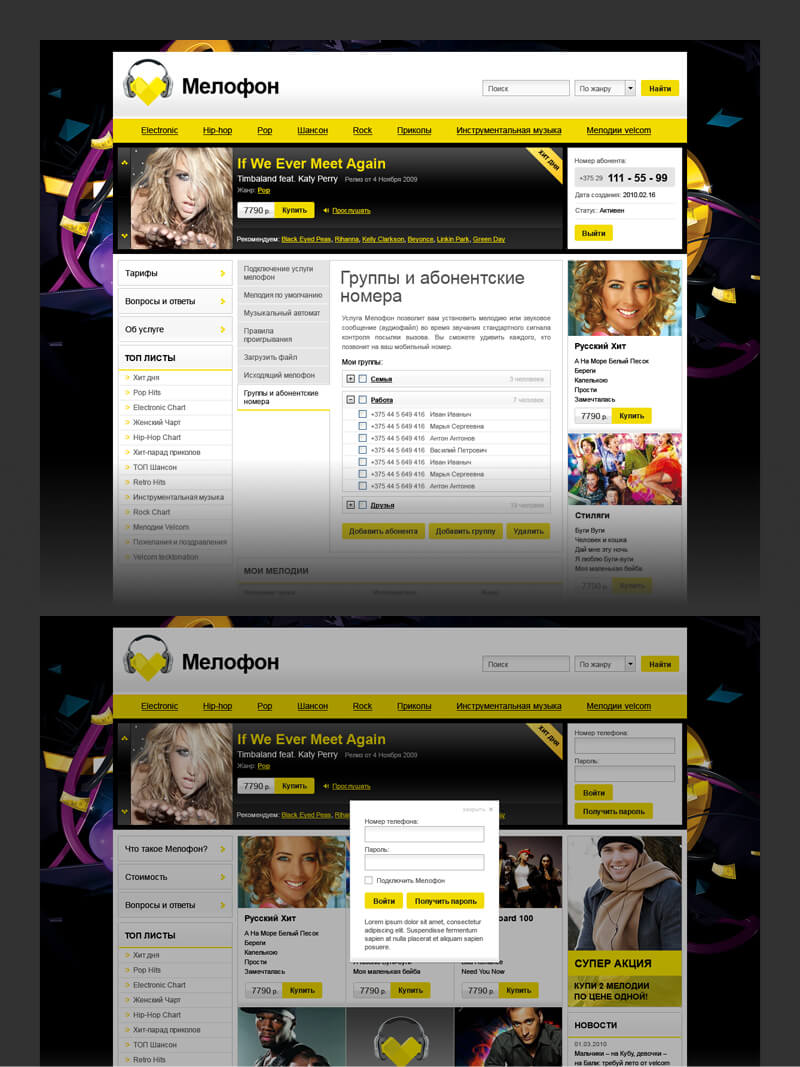 Мелофон
Поиск
По жанру
Найти
Electronic
Hip-hop
Pop
Шансон
Rock
Приколы
Инструментальная музыка
Мелодии velcom
If We Ever Meet Again
Timbaland feat. Katy Perry Релиз от 4 Ноября 2009
Жанр: Pop
7790 р. Купить Прослушать
Рекомендуем: Black Eyed Peas, Rihanna, Kelly Clarkson, Beyonce, Linkin Park, Green Day
ХИТ ДНЯ
Номер абонента:
+375 29 111 - 55 - 99
Дата создания: 2010.02.16
Статус: Активен
Выйти
Тарифы
Вопросы и ответы
Об услуге
ТОП ЛИСТЫ
Хит дня
Pop Hits
Electronic Chart
Женский Чарт
Hip-Hop Chart
Хит-парад приколов
ТОП Шансон
Retro Hits
Инструментальная музыка
Rock Chart
Мелодии Velcom
Пожелания и поздравления
Velcom tecktonation
Подключение услуги
мелофон
Мелодия по умолчанию
Музыкальный автомат
Правила
проигрывания
Загрузить файл
Исходящий мелофон
Группы и абонентские
номера
Группы и абонентские
номера
Услуга Мелофон позволит вам установить мелодию или звуковое
сообщение (аудиофайл) во время звучания стандартного сигнала
контроля посылки вызова. Вы сможете удивить каждого, кто
позвонит на ваш мобильный номер.
Мои группы:
Семья 3 человека
Работа 7 человек
+375 44 5 649 416 Иван Иваныч
+375 44 5 649 416 Марья Сергеевна
+375 44 5 649 416 Антон Антонов
+375 44 5 649 416 Василий Петрович
+375 44 5 649 416 Иван Иваныч
+375 44 5 649 416 Марья Сергеевна
+375 44 5 649 416 Антон Антонов
Друзья
Добавить абонента Добавить группу Удалить
МОИ МЕЛОДИИ
Русский Хит
А На Море Белый Песок
Береги
Капелькою
Прости
Замечталась
7790 р. Купить
Стиляги
Буги Вуги
Человек и кошка
Дай мне эту ночь
Я люблю Буги-вуги
Моя маленькая бейба
7790 р. Купить
Мелофон
Поиск
По жанру
Найти
Electronic
Hip-hop
Pop
Шансон
Rock
Приколы
Инструментальная музыка
Мелодии velcom
If We Ever Meet Again
Timbaland feat. Katy Perry Релиз от 4 Ноября 2009
Жанр: Pop
7790 р. Купить Прослушать
Рекомендуем: Black Eyed Peas,
ХИТ ДНЯ
Номер телефона:
Пароль:
Войти
Получить пароль
закрыть
Номер телефона:
Пароль:
Подключить Мелофон
Войти Получить пароль
Lorem ipsum dolor sit amet, consectetur
adipiscing elit. Suspendisse fermentum
sapien at nulla placerat et aliquam sapien
posuere.
Что такое Мелофон?
Стоимость
Вопросы и ответы
ТОП ЛИСТЫ
Хит дня
Pop Hits
Electronic Chart
Женский Чарт
Hip-Hop Chart
Хит-парад приколов
ТОП Шансон
Retro Hits
Русский Хит
А На Море Белый Песок
Береги
Капелькою
Прости
Замечталась
7790 р. Купить
Моя маленькая бейба
7790 р. Купить
100
Need You Now
7790 р. Купить
СУПЕР АКЦИЯ
КУПИ 2 МЕЛОДИИ
ПО ЦЕНЕ ОДНОЙ!
НОВОСТИ
01.03.2010
Мальчики – на Кубу, девочки –
на Бали: требуй лето от velcom